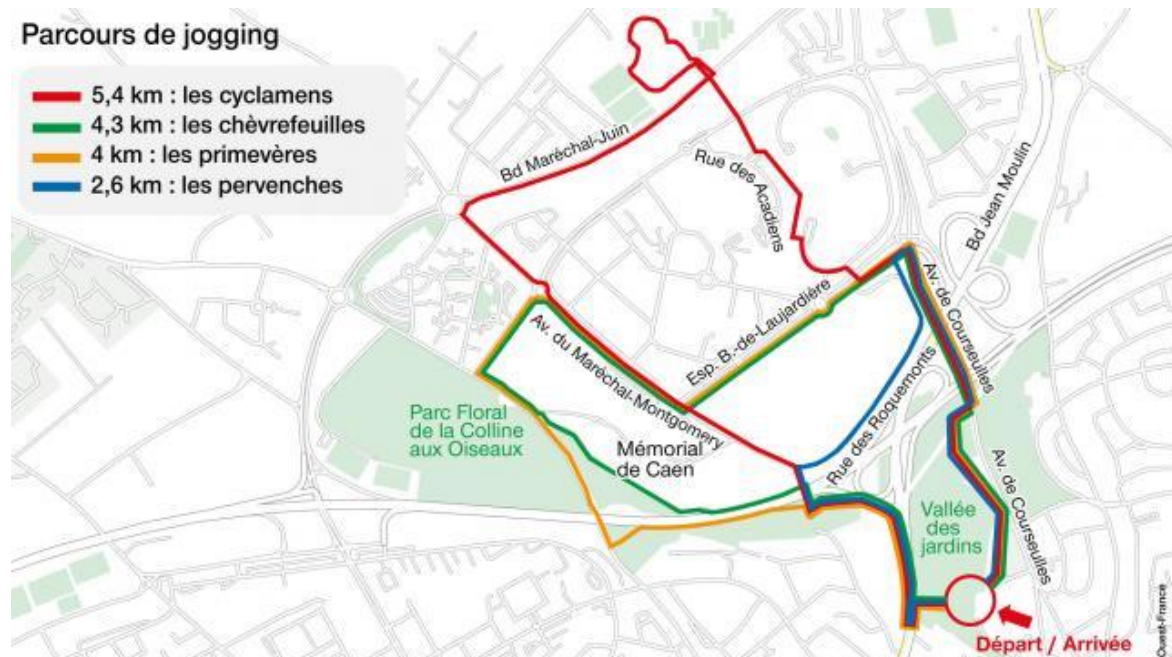 Parcours de jogging
5,4 km : les cyclamens
4,3 km : les chèvrefeuilles
4 km : les primevères
2,6 km : les pervenches
Bd Maréchal-Juin
Rue des Acadiens
Bd Jean Moulin
Av. de Courseulles
Esp. B.-de-Laujardière
Av. du Maréchal-Montgomery
Rue des Roquemonts
Parc Floral
de la Colline
aux Oiseaux
Mémorial
de Caen
Vallée
des
jardins
Av. de Courseulles
Départ / Arrivée
Ouest-France